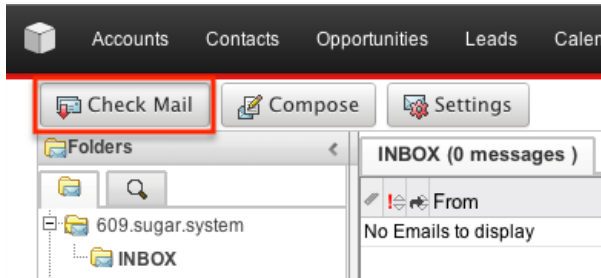 Accounts Contacts Opportunities Leads Caler
Check Mail Compose Settings
Folders
INBOX (0 messages )
From
609.sugar.system
No Emails to display
INBOX